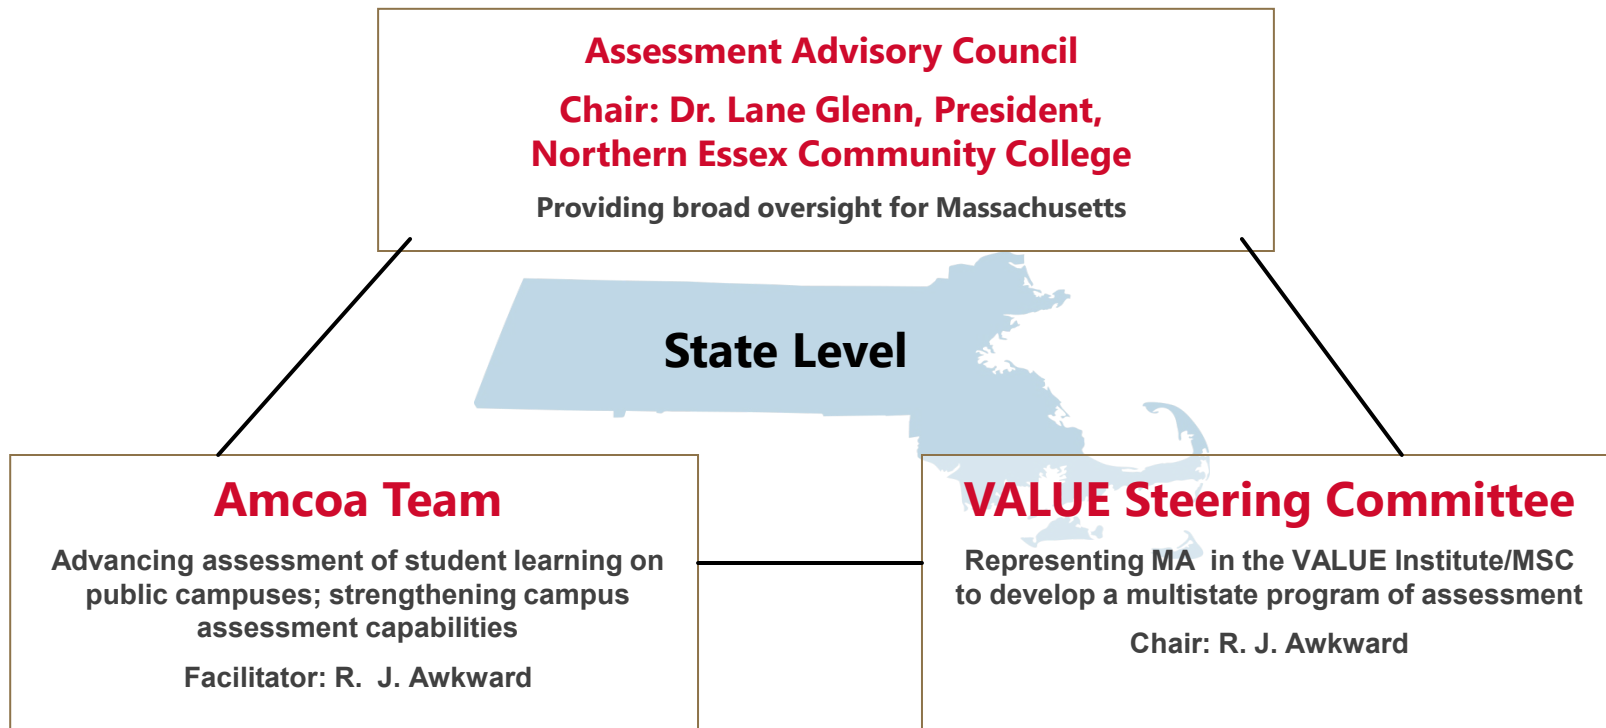 Assessment Advisory Council
Chair: Dr. Lane Glenn, President,
Northern Essex Community College
Providing broad oversight for Massachusetts
State Level
Amcoa Team
Advancing assessment of student learning on
public campuses; strengthening campus
assessment capabilities
Facilitator: R. J. Awkward
VALUE Steering Committee
Representing MA in the VALUE Institute/MSC
to develop a multistate program of assessment
Chair: R. J. Awkward